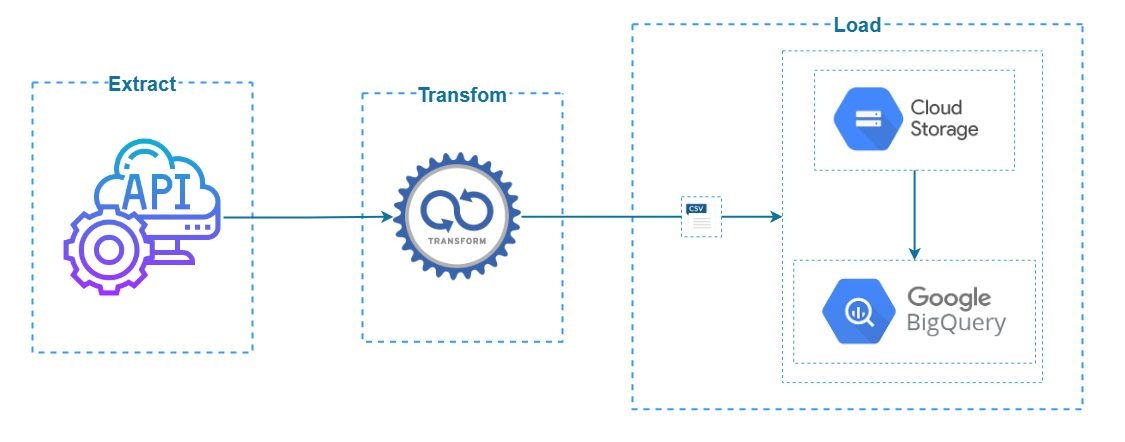 Extract
API
Transfom
TRANSFORM
CSV
Load
Cloud
Storage
Google
BigQuery